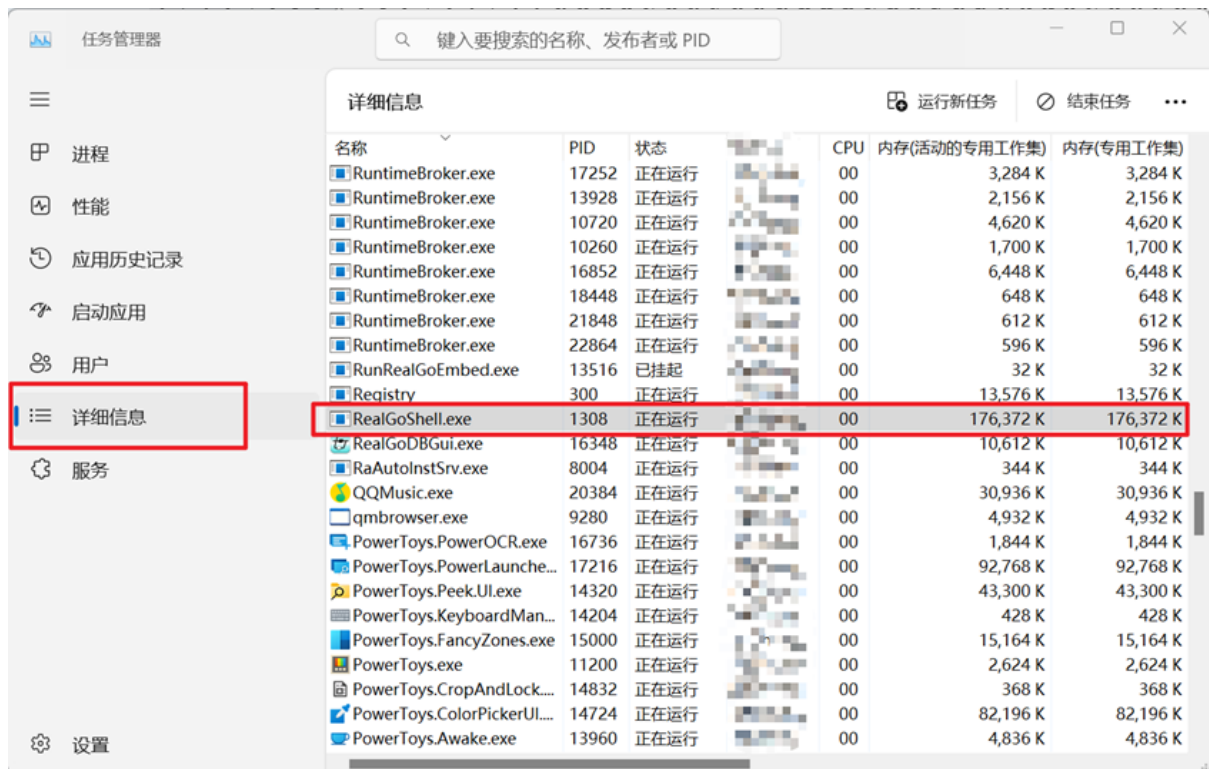 任务管理器
键入要搜索的名称、发布者或 PID
详细信息 运行新任务 结束任务
进程
性能
应用历史记录
启动应用
用户
详细信息
服务
设置
名称 PID 状态 CPU 内存(活动的专用工作集) 内存(专用工作集)
RuntimeBroker.exe 17252 正在运行 00 3,284 K 3,284 K
RuntimeBroker.exe 13928 正在运行 00 2,156 K 2,156 K
RuntimeBroker.exe 10720 正在运行 00 4,620 K 4,620 K
RuntimeBroker.exe 10260 正在运行 00 1,700 K 1,700 K
RuntimeBroker.exe 16852 正在运行 00 6,448 K 6,448 K
RuntimeBroker.exe 18448 正在运行 00 648 K 648 K
RuntimeBroker.exe 21848 正在运行 00 612 K 612 K
RuntimeBroker.exe 22864 正在运行 00 596 K 596 K
RunRealGoEmbed.exe 13516 已挂起 00 32 K 32 K
Registry 300 正在运行 00 13,576 K 13,576 K
RealGoShell.exe 1308 正在运行 00 176,372 K 176,372 K
RealGoDBGui.exe 16348 正在运行 00 10,612 K 10,612 K
RaAutoInstSrv.exe 8004 正在运行 00 344 K 344 K
QQMusic.exe 20384 正在运行 00 30,936 K 30,936 K
qmbrowser.exe 9280 正在运行 00 4,932 K 4,932 K
PowerToys.PowerOCR.exe 16736 正在运行 00 1,844 K 1,844 K
PowerToys.PowerLaunche... 17216 正在运行 00 92,768 K 92,768 K
PowerToys.Peek.UI.exe 14320 正在运行 00 43,300 K 43,300 K
PowerToys.KeyboardMan... 14204 正在运行 00 428 K 428 K
PowerToys.FancyZones.exe 15000 正在运行 00 15,164 K 15,164 K
PowerToys.exe 11200 正在运行 00 2,624 K 2,624 K
PowerToys.CropAndLock.... 14832 正在运行 00 368 K 368 K
PowerToys.ColorPickerUI.... 14724 正在运行 00 82,196 K 82,196 K
PowerToys.Awake.exe 13960 正在运行 00 4,836 K 4,836 K